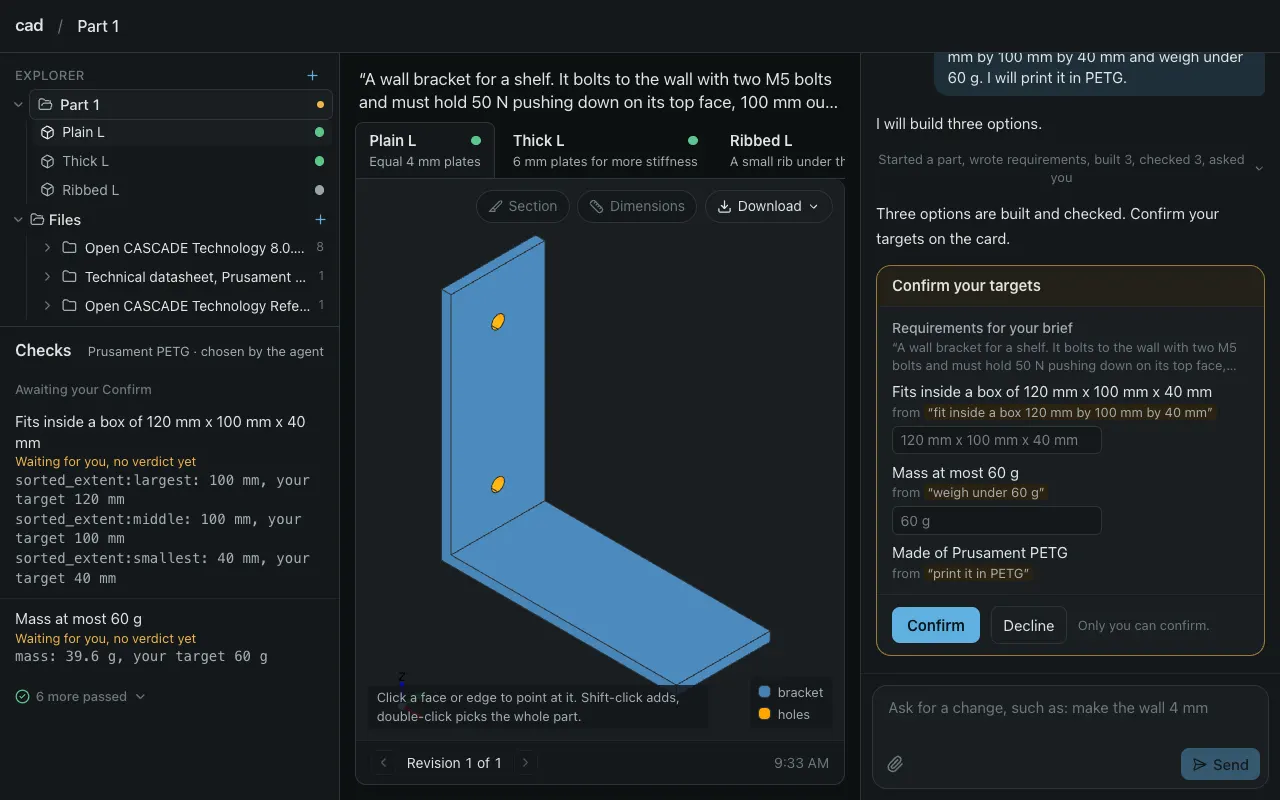 cad / Part 1
EXPLORER
Part 1
Plain L
Thick L
Ribbed L
Files
Open CASCADE Technology 8.0.... 8
Technical datasheet, Prusament ... 1
Open CASCADE Technology Refe... 1
Checks Prusament PETG · chosen by the agent
Awaiting your Confirm
Fits inside a box of 120 mm x 100 mm x 40
mm
Waiting for you, no verdict yet
sorted_extent:largest: 100 mm, your
target 120 mm
sorted_extent:middle: 100 mm, your
target 100 mm
sorted_extent:smallest: 40 mm, your
target 40 mm
Mass at most 60 g
Waiting for you, no verdict yet
mass: 39.6 g, your target 60 g
6 more passed
“A wall bracket for a shelf. It bolts to the wall with two M5 bolts
and must hold 50 N pushing down on its top face, 100 mm ou...
Plain L
Equal 4 mm plates
Thick L
6 mm plates for more stiffness
Ribbed L
A small rib under th
Section
Dimensions
Download
Z
Click a face or edge to point at it. Shift-click adds,
double-click picks the whole part.
bracket
holes
Revision 1 of 1
9:33 AM
mm by 100 mm by 40 mm and weigh under
60 g. I will print it in PETG.
I will build three options.
Started a part, wrote requirements, built 3, checked 3, asked
you
Three options are built and checked. Confirm your
targets on the card.
Confirm your targets
Requirements for your brief
“A wall bracket for a shelf. It bolts to the wall with two M5
bolts and must hold 50 N pushing down on its top face,...
Fits inside a box of 120 mm x 100 mm x 40 mm
from “fit inside a box 120 mm by 100 mm by 40 mm”
120 mm x 100 mm x 40 mm
Mass at most 60 g
from “weigh under 60 g”
60 g
Made of Prusament PETG
from “print it in PETG”
Confirm
Decline
Only you can confirm.
Ask for a change, such as: make the wall 4 mm
Send